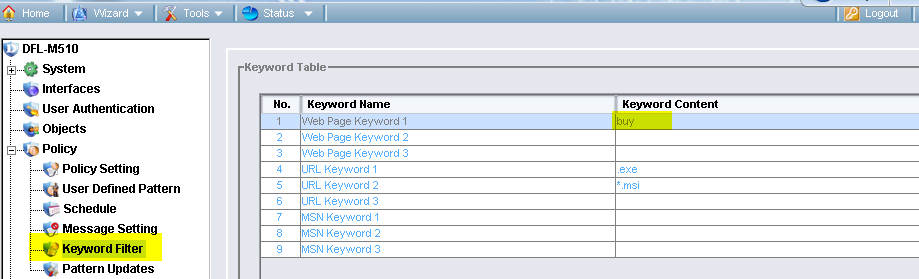 Home Wizard Tools Status Logout
DFL-M510
System
Interfaces
User Authentication
Objects
Policy
Policy Setting
User Defined Pattern
Schedule
Message Setting
Keyword Filter
Pattern Updates
Keyword Table
No. Keyword Name Keyword Content
1 Web Page Keyword 1 buy
2 Web Page Keyword 2
3 Web Page Keyword 3
4 URL Keyword 1 .exe
5 URL Keyword 2 *.msi
6 URL Keyword 3
7 MSN Keyword 1
8 MSN Keyword 2
9 MSN Keyword 3